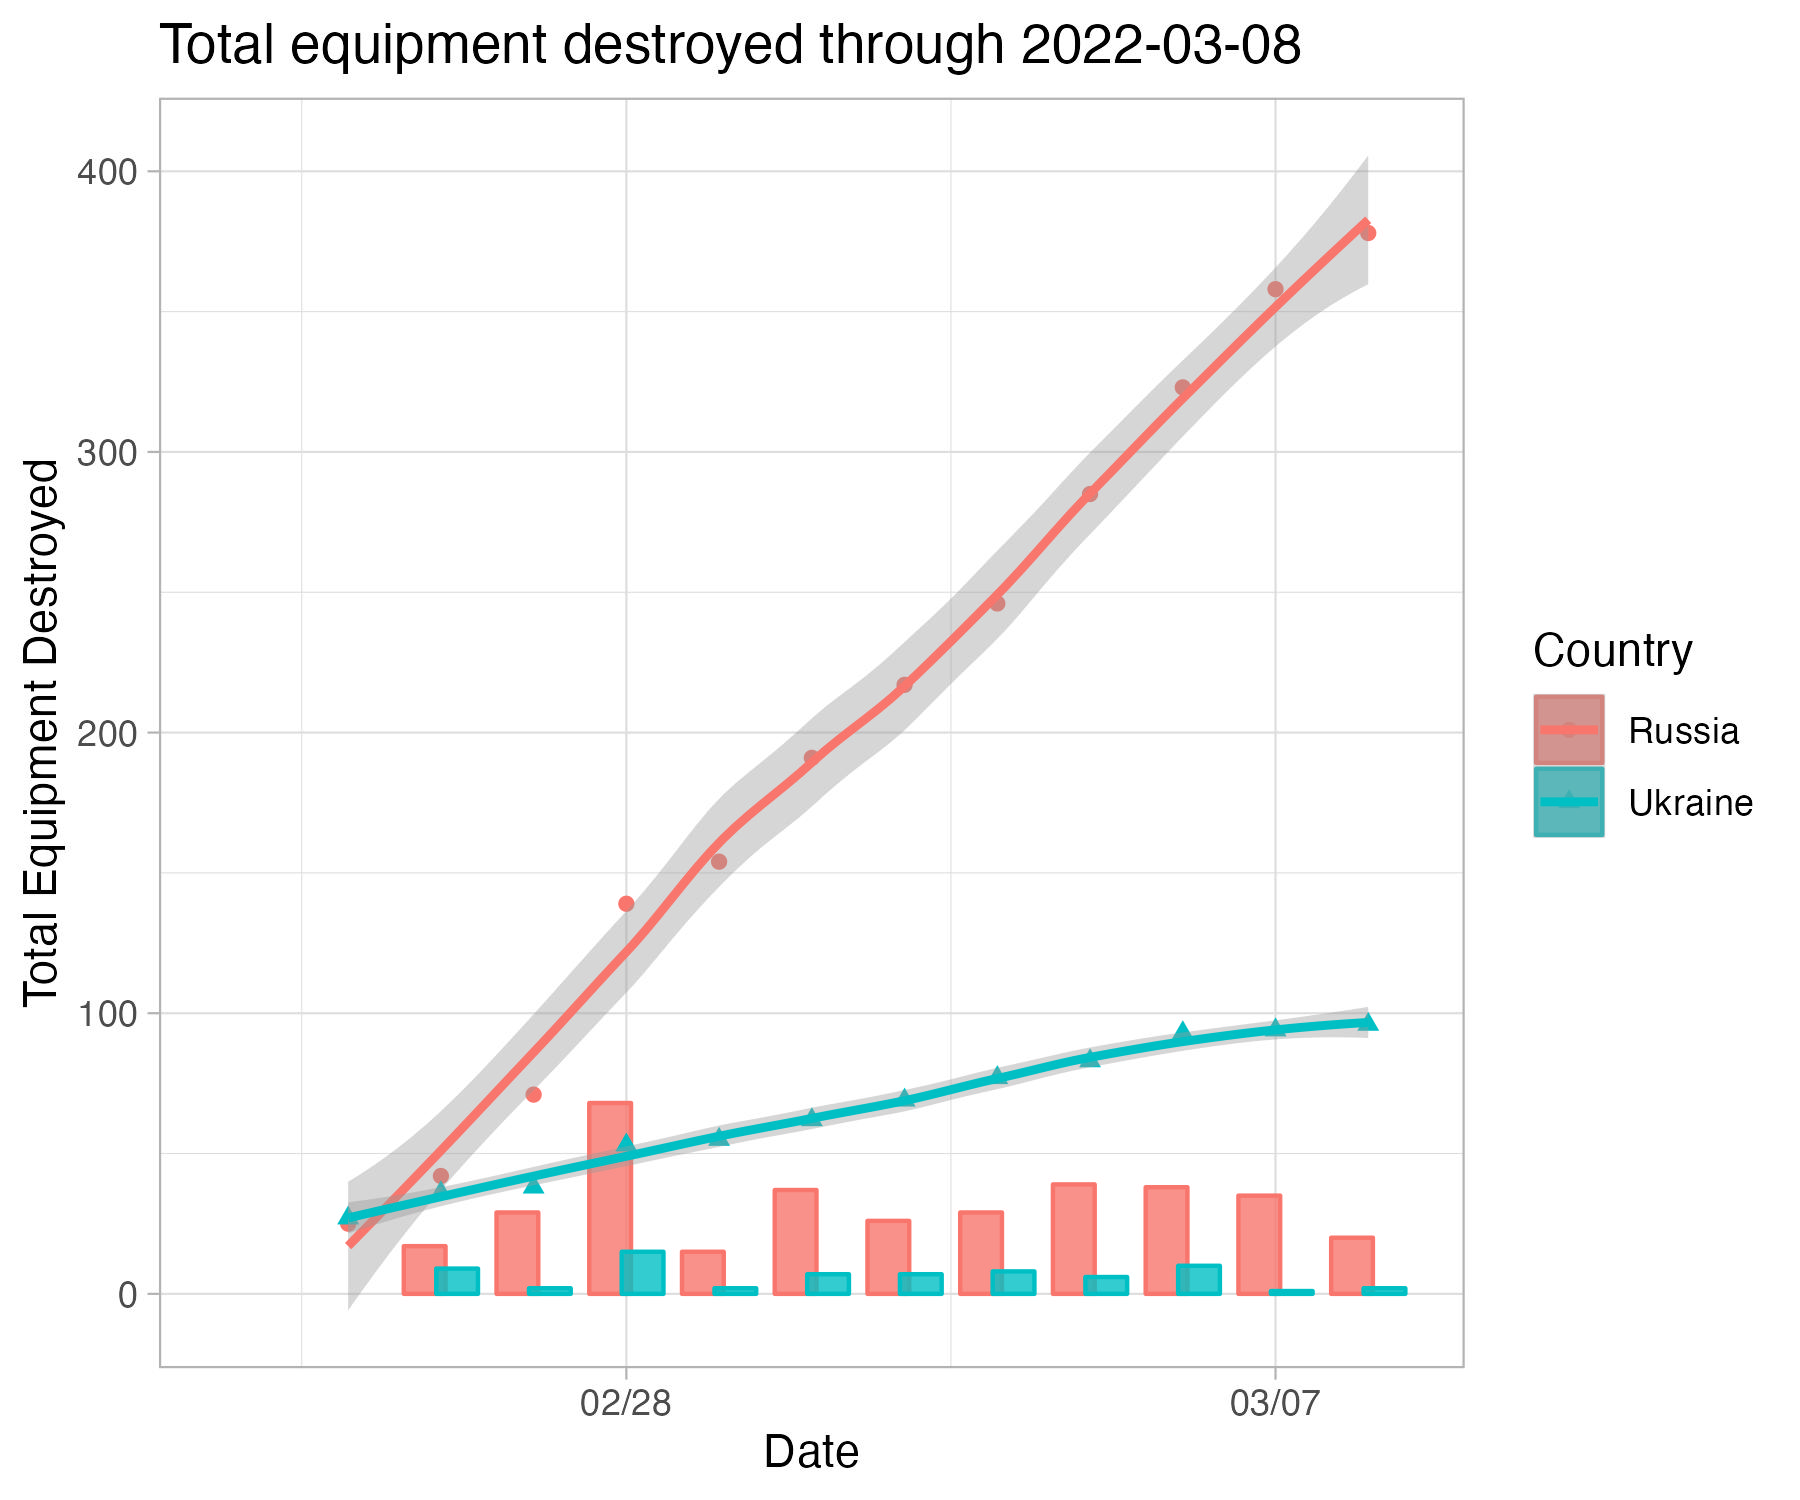 Total equipment destroyed through 2022-03-08
400
300
200
100
0
Total Equipment Destroyed
02/28
03/07
Date
Country
Russia
Ukraine